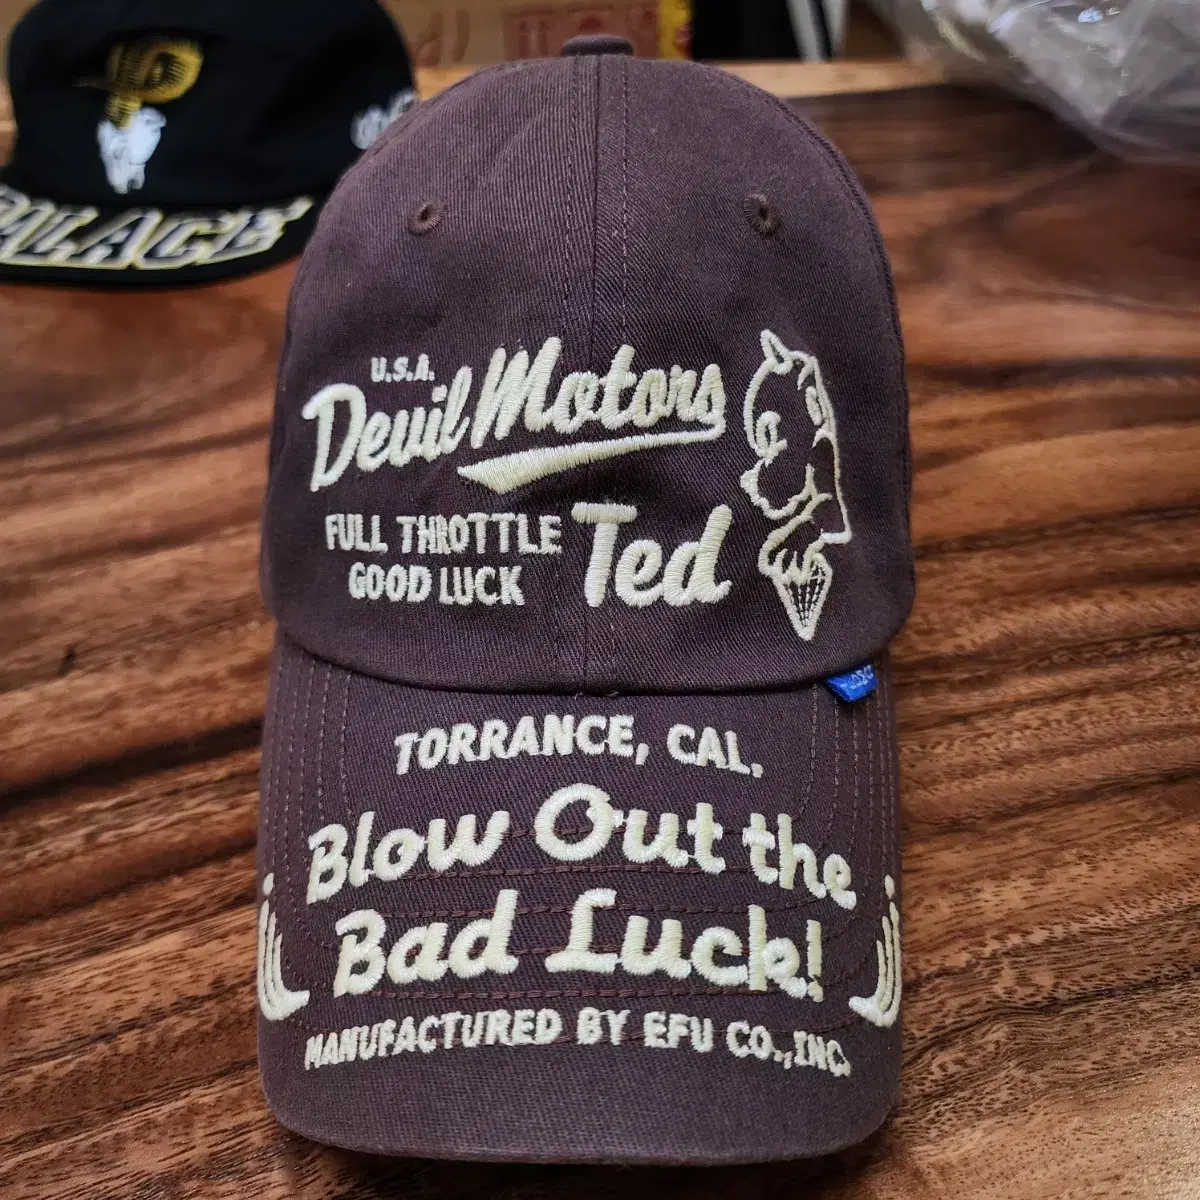 PALACE
U.S.A.
Devil Motors
FULL THROTTLE
GOOD LUCK
Ted
TORRANCE, CAL.
Blow Out the
Bad Luck!
MANUFACTURED BY EFU CO.,INC.